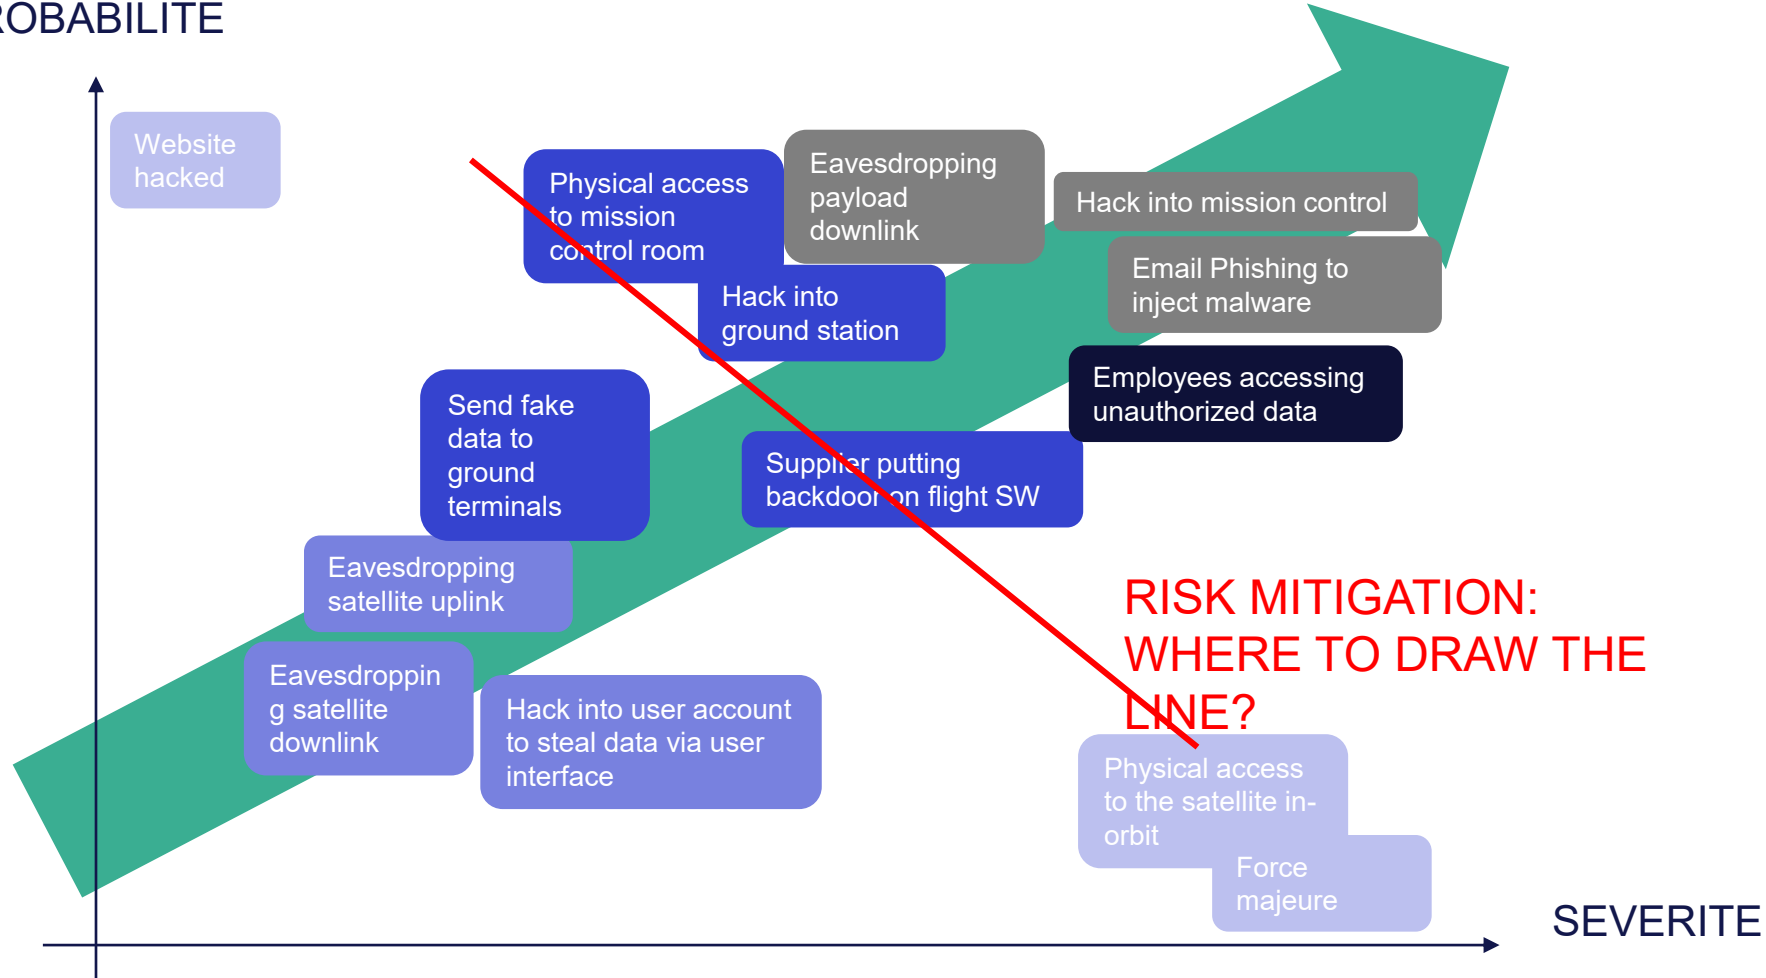 ROBABILITE
Website
hacked
Physical access
to mission
control room
Eavesdropping
payload
downlink
Hack into mission control
Email Phishing to
inject malware
Hack into
ground station
Employees accessing
unauthorized data
Send fake
data to
ground
terminals
Supplier putting
backdoor on flight SW
Eavesdropping
satellite uplink
RISK MITIGATION:
WHERE TO DRAW THE
LINE?
Eavesdroppin
g satellite
downlink
Hack into user account
to steal data via user
interface
Physical access
to the satellite in-
orbit
Force
majeure
SEVERITE